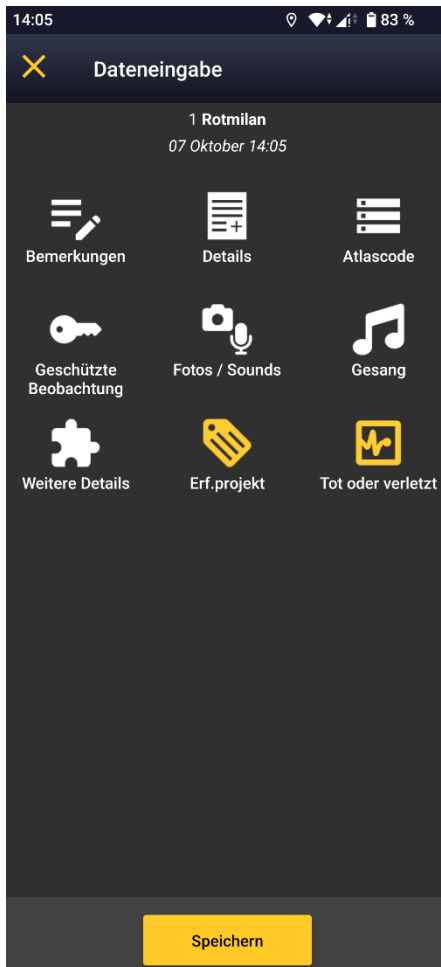 14:05 83 %
Dateneingabe
1 Rotmilan
07 Oktober 14:05
Bemerkungen
Details
Atlascode
Geschützte
Beobachtung
Fotos / Sounds
Gesang
Weitere Details
Erf.projekt
Tot oder verletzt
Speichern